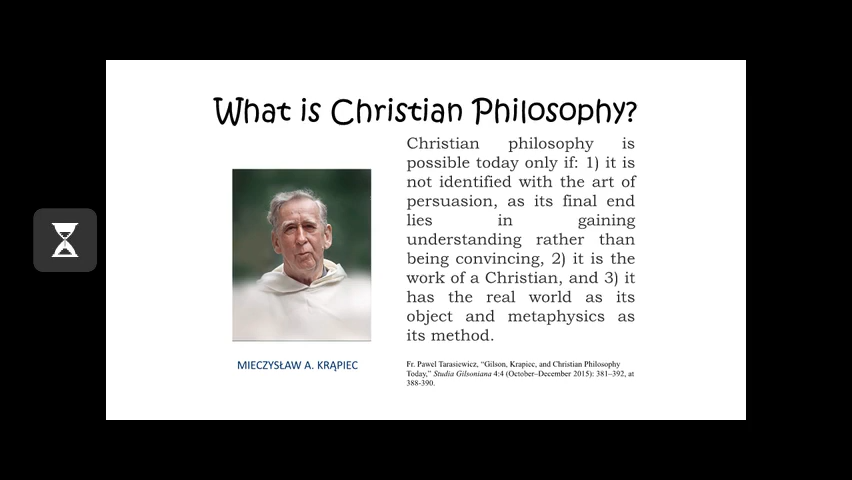 What is Christian Philosophy?
Christian philosophy is
possible today only if: 1) it is
not identified with the art of
persuasion, as its final end
lies in gaining
understanding rather than
being convincing, 2) it is the
work of a Christian, and 3) it
has the real world as its
object and metaphysics as
its method.
MIECZYSŁAW A. KRĄPIEC
Fr. Pawel Tarasiewicz, “Gilson, Krapiec, and Christian Philosophy
Today,” Studia Gilsoniana 4:4 (October–December 2015): 381–392, at
388-390.